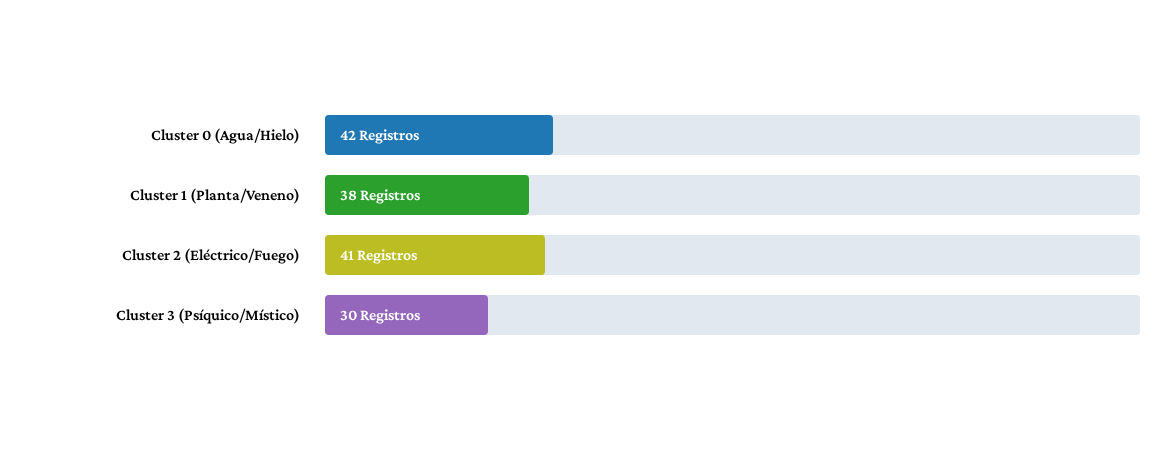 Cluster 0 (Agua/Hielo) 42 Registros
Cluster 1 (Planta/Veneno) 38 Registros
Cluster 2 (Eléctrico/Fuego) 41 Registros
Cluster 3 (Psíquico/Místico) 30 Registros